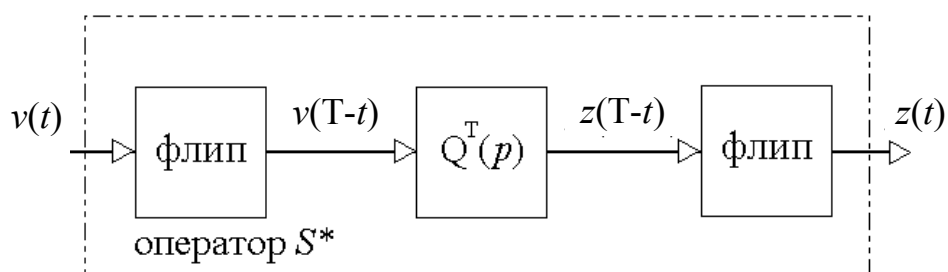 v(t)
флип
v(T-t)
Q^T(p)
z(T-t)
флип
z(t)
оператор S*